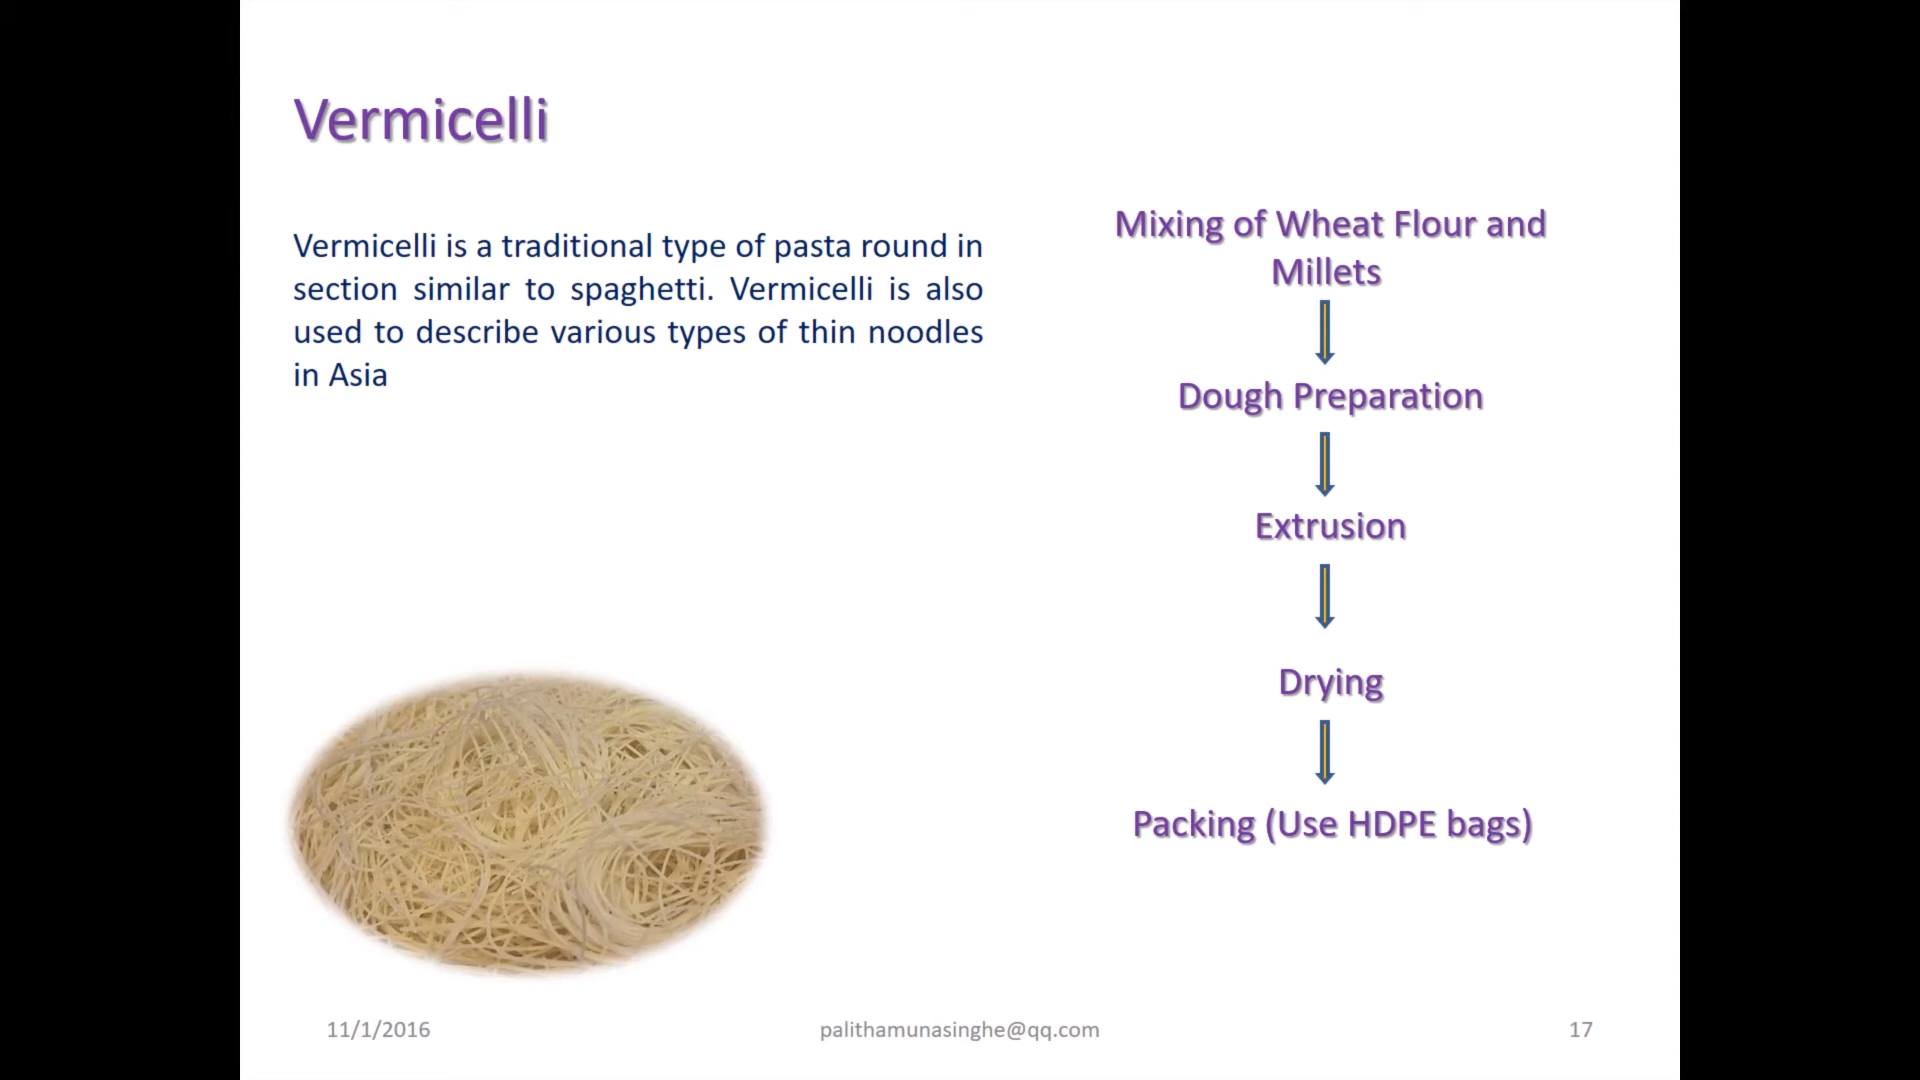 Vermicelli
Vermicelli is a traditional type of pasta round in
section similar to spaghetti. Vermicelli is also
used to describe various types of thin noodles
in Asia
Mixing of Wheat Flour and
Millets
Dough Preparation
Extrusion
Drying
Packing (Use HDPE bags)
11/1/2016
palithamunasinghe@qq.com
17